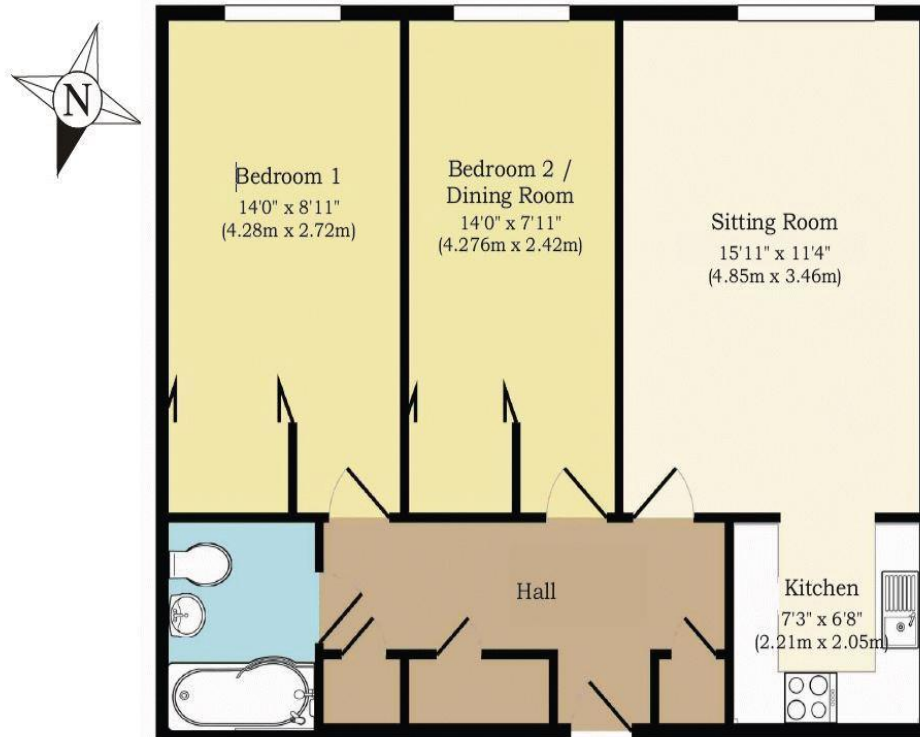 N
Bedroom 1
14'0" x 8'11"
(4.28m x 2.72m)
Bedroom 2 /
Dining Room
14'0" x 7'11"
(4.276m x 2.42m)
Sitting Room
15'11" x 11'4"
(4.85m x 3.46m)
Hall
Kitchen
7'3" x 6'8"
(2.21m x 2.05m)